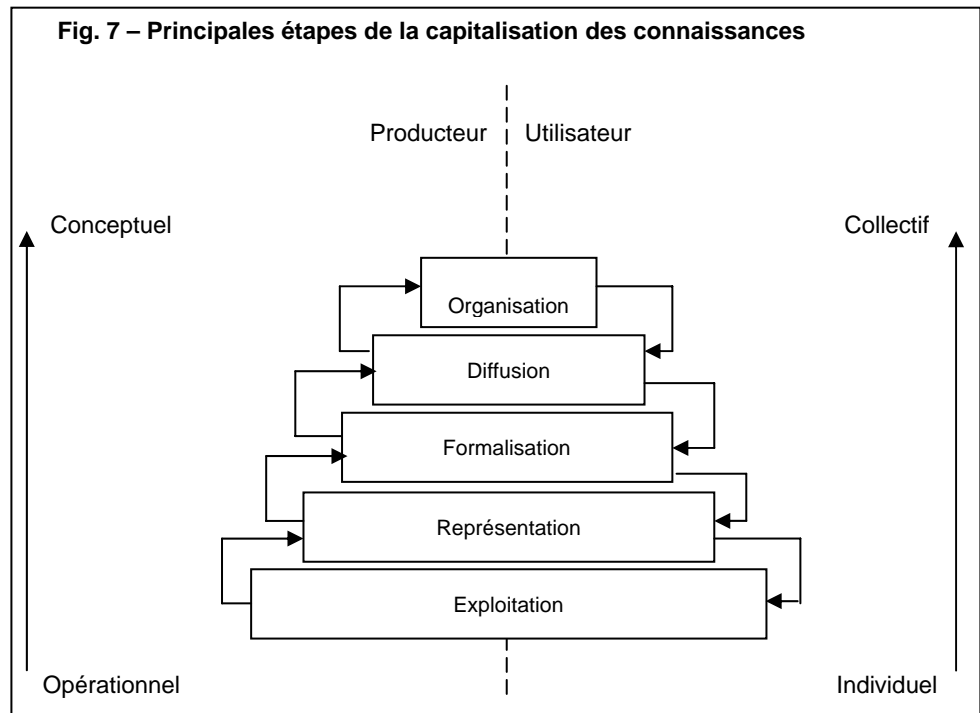 Fig. 7 – Principales étapes de la capitalisation des connaissances
Producteur Utilisateur
Conceptuel Collectif
Organisation
Diffusion
Formalisation
Représentation
Exploitation
Opérationnel Individuel